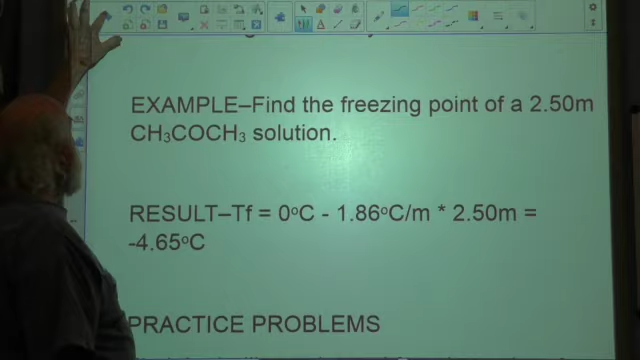 EXAMPLE–Find the freezing point of a 2.50m
CH₃COCH₃ solution.
RESULT–Tf = 0ºC - 1.86ºC/m * 2.50m =
-4.65ºC
PRACTICE PROBLEMS